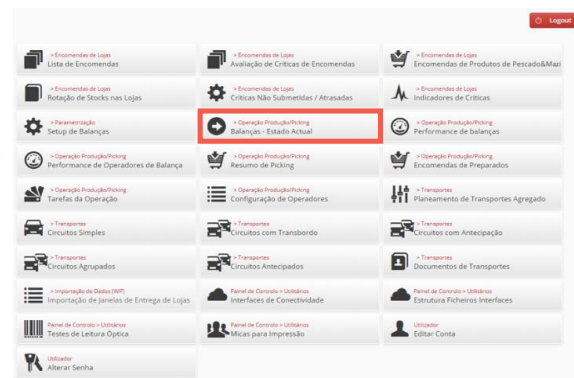 Logout
> Encomendas de Lojas
Lista de Encomendas
> Encomendas de Lojas
Avaliação de Críticas de Encomendas
> Encomendas de Lojas
Encomendas de Produtos de Pescado&Mazi
> Encomendas de Lojas
Rotação de Stocks nas Lojas
> Encomendas de Lojas
Críticas Não Submetidas / Atrasadas
> Encomendas de Lojas
Indicadores de Críticas
> Parametrização
Setup de Balanças
> Operação Produção/Picking
Balanças - Estado Actual
> Operação Produção/Picking
Performance de balanças
> Operação Produção/Picking
Performance de Operadores de Balança
> Operação Produção/Picking
Resumo de Picking
> Operação Produção/Picking
Encomendas de Preparados
> Operação Produção/Picking
Tarefas da Operação
> Operação Produção/Picking
Configuração de Operadores
> Transportes
Planeamento de Transportes Agregado
> Transportes
Circuitos Simples
> Transportes
Circuitos com Transbordo
> Transportes
Circuitos com Antecipação
> Transportes
Circuitos Agrupados
> Transportes
Circuitos Antecipados
> Transportes
Documentos de Transportes
> Importação de Dados (WF)
Importação de Janelas de Entrega de Lojas
Painel de Controlo > Utilitários
Interfaces de Conectividade
Painel de Controlo > Utilitários
Estrutura Ficheiros Interfaces
Painel de Controlo > Utilitários
Testes de Leitura Óptica
Painel de Controlo > Utilitários
Micas para Impressão
Utilizador
Editar Conta
Utilizador
Alterar Senha